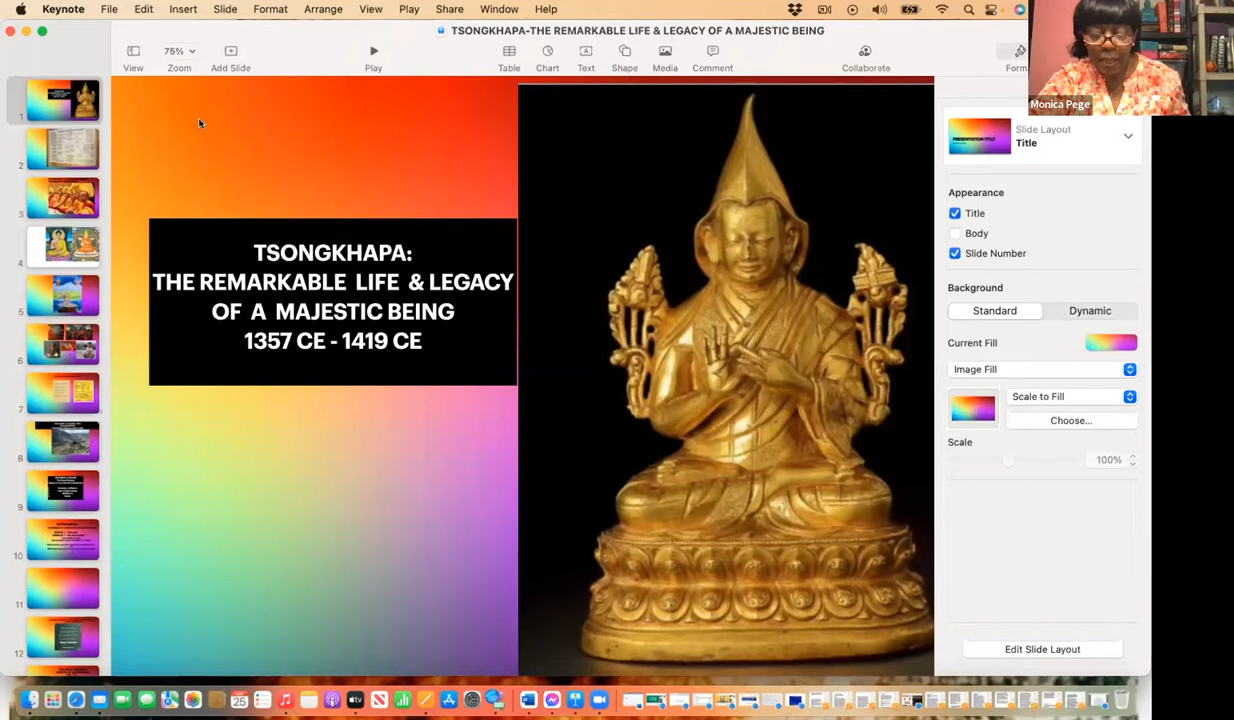 Keynote File Edit Insert Slide Format Arrange View Play Share Window Help
TSONGKHAPA-THE REMARKABLE LIFE & LEGACY OF A MAJESTIC BEING
75%
View Zoom Add Slide Play Table Chart Text Shape Media Comment Collaborate Form
Monica Pege
1
2
3
4
5
6
7
8
9
10
11
12
TSONGKHAPA:
THE REMARKABLE LIFE & LEGACY
OF A MAJESTIC BEING
1357 CE - 1419 CE
Slide Layout
Title
Appearance
Title
Body
Slide Number
Background
Standard Dynamic
Current Fill
Image Fill
Scale to Fill
Choose...
Scale
100%
Edit Slide Layout
25